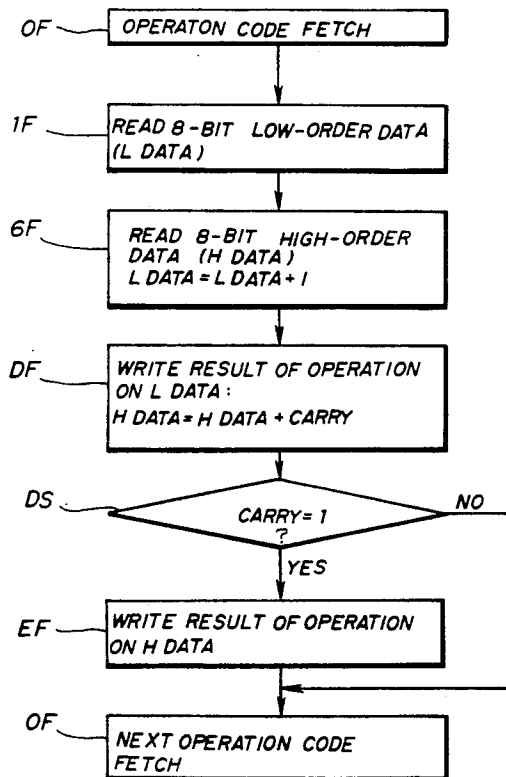 OF
OPERATON CODE FETCH
1F
READ 8-BIT LOW-ORDER DATA
(L DATA)
6F
READ 8-BIT HIGH-ORDER
DATA (H DATA)
L DATA = L DATA + 1
DF
WRITE RESULT OF OPERATION
ON L DATA :
H DATA = H DATA + CARRY
DS
CARRY = 1
?
NO
YES
EF
WRITE RESULT OF OPERATION
ON H DATA
OF
NEXT OPERATION CODE
FETCH